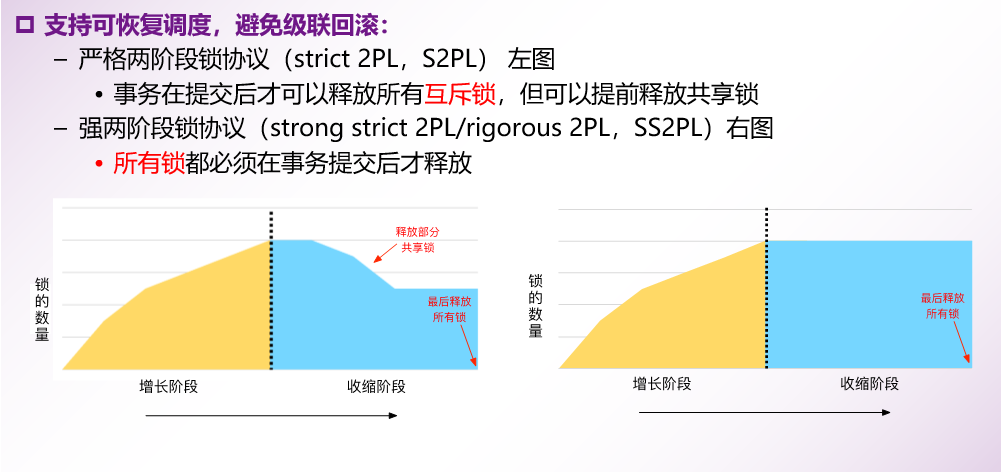 支持可恢复调度，避免级联回滚：
– 严格两阶段锁协议（strict 2PL，S2PL） 左图
• 事务在提交后才可以释放所有互斥锁，但可以提前释放共享锁
– 强两阶段锁协议（strong strict 2PL/rigorous 2PL，SS2PL）右图
• 所有锁都必须在事务提交后才释放
锁的数量
释放部分
共享锁
最后释放
所有锁
增长阶段
收缩阶段
锁的数量
最后释放
所有锁
增长阶段
收缩阶段